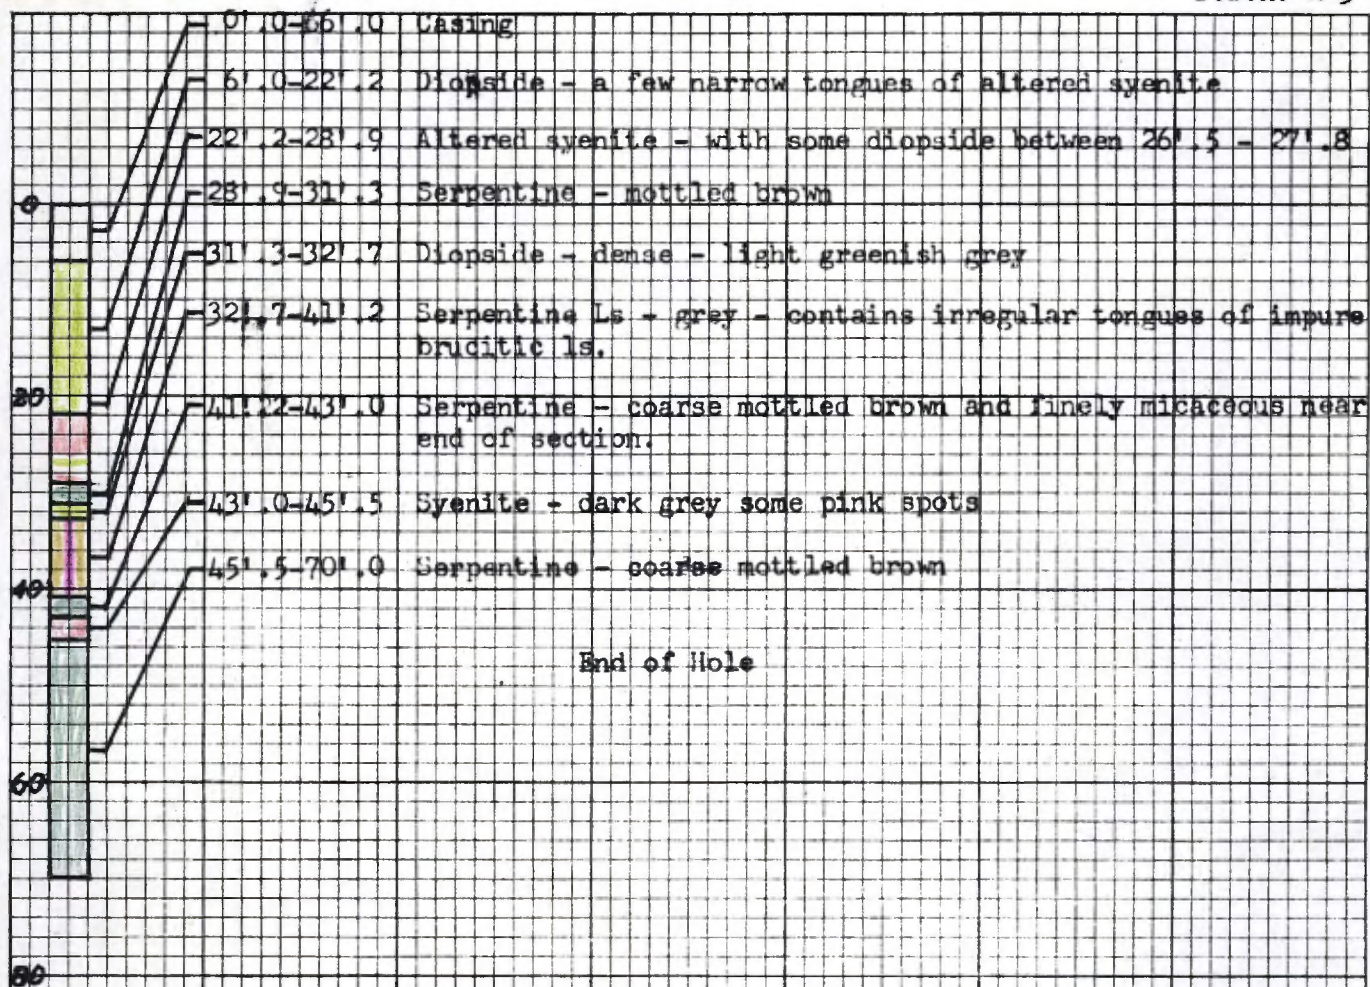 0'.0-66'.0 Casing
6'.0-22'.2 Diopside - a few narrow tongues of altered syenite
22'.2-28'.9 Altered syenite - with some diopside between 26'.5 - 27'.8
28'.9-31'.3 Serpentine - mottled brown
0
31'.3-32'.7 Diopside - dense - light greenish grey
32'.7-41'.2 Serpentine Ls - grey - contains irregular tongues of impure
brucitic ls.
20
41'.2-43'.0 Serpentine - coarse mottled brown and finely micaceous near
end of section.
43'.0-45'.5 Syenite - dark grey some pink spots
45'.5-70'.0 Serpentine - coarse mottled brown
40
End of Hole
60
80